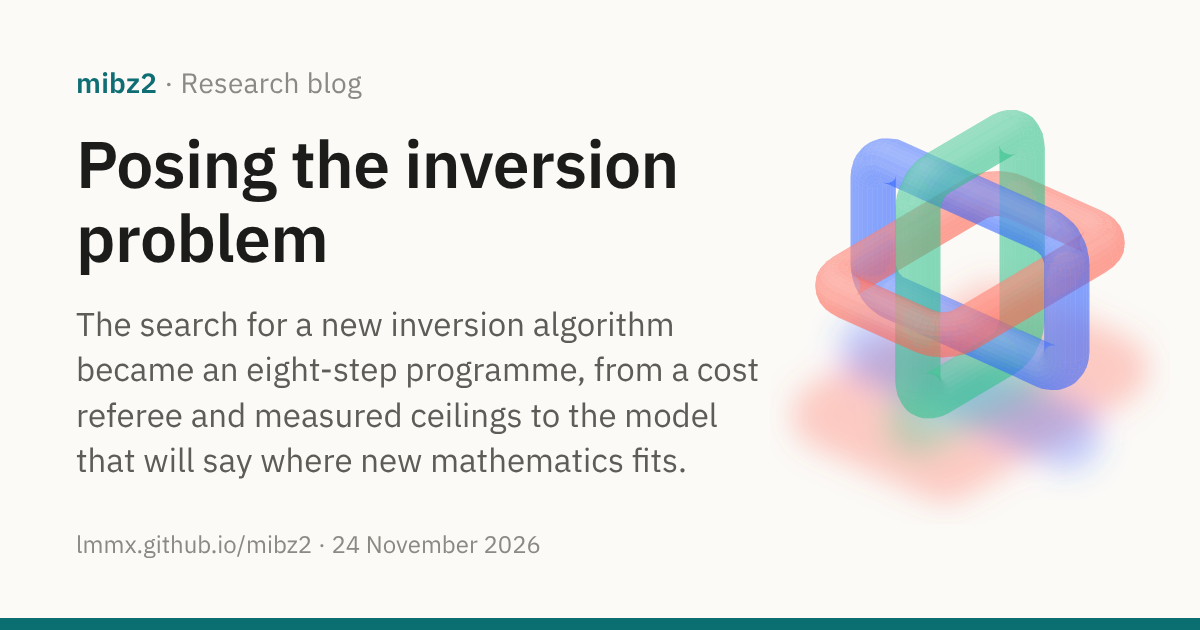 mibz2 · Research blog
Posing the inversion
problem
The search for a new inversion algorithm
became an eight-step programme, from a cost
referee and measured ceilings to the model
that will say where new mathematics fits.
lmmx.github.io/mibz2 · 24 November 2026